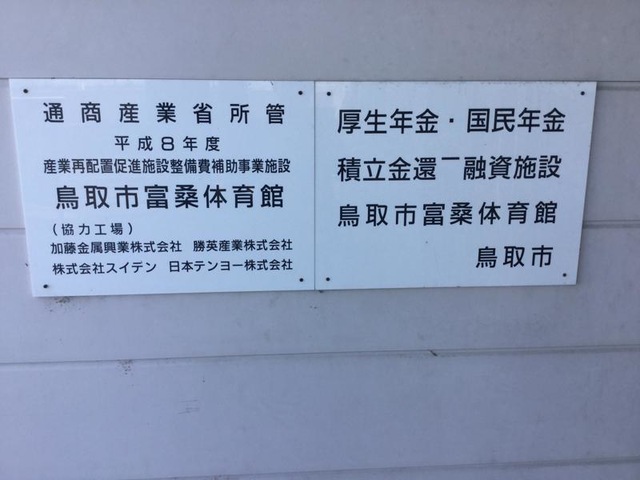 通商産業省所管
平成8年度
産業再配置促進施設整備費補助事業施設
鳥取市富桑体育館
（協力工場）
加藤金属興業株式会社 勝英産業株式会社
株式会社スイデン 日本テンヨー株式会社
厚生年金・国民年金
積立金還一融資施設
鳥取市富桑体育館
鳥取市